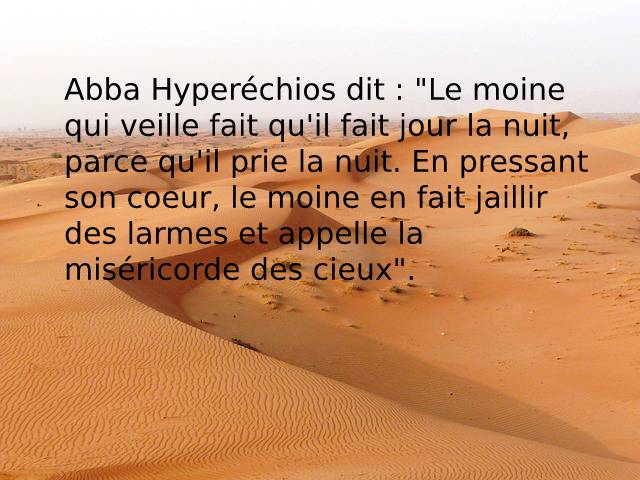 Abba Hyperéchios dit : "Le moine
qui veille fait qu'il fait jour la nuit,
parce qu'il prie la nuit. En pressant
son coeur, le moine en fait jaillir
des larmes et appelle la
miséricorde des cieux".